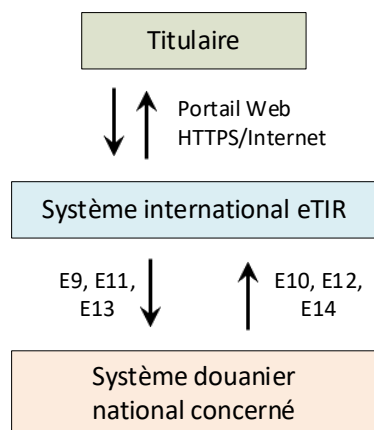 Titulaire
Portail Web
HTTPS/Internet
Système international eTIR
E9, E11,
E13
E10, E12,
E14
Système douanier
national concerné